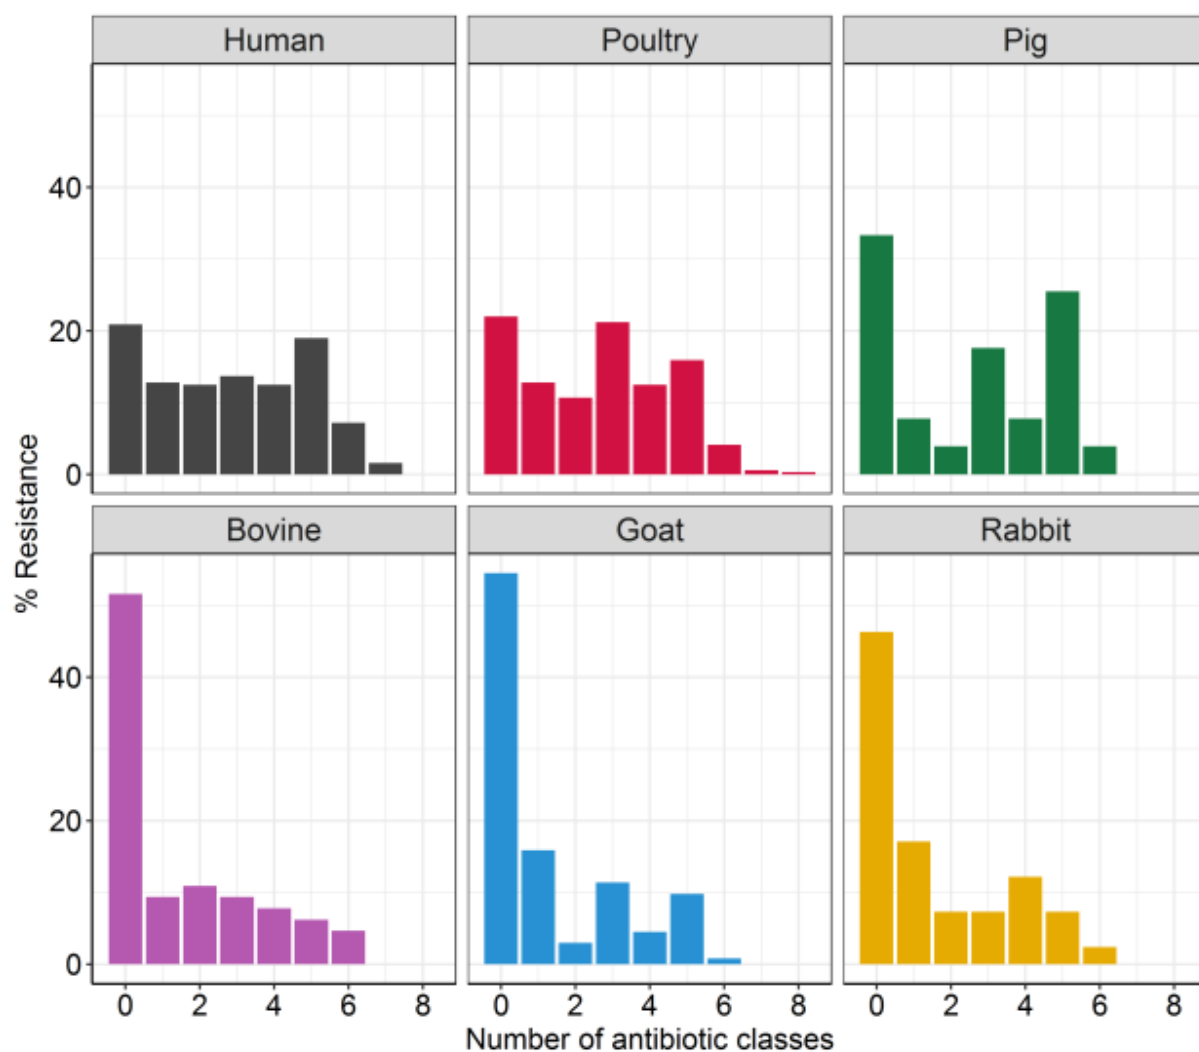 Human
Poultry
Pig
40
20
0
Bovine
Goat
Rabbit
40
20
0
% Resistance
0 2 4 6 8
0 2 4 6 8
0 2 4 6 8
Number of antibiotic classes